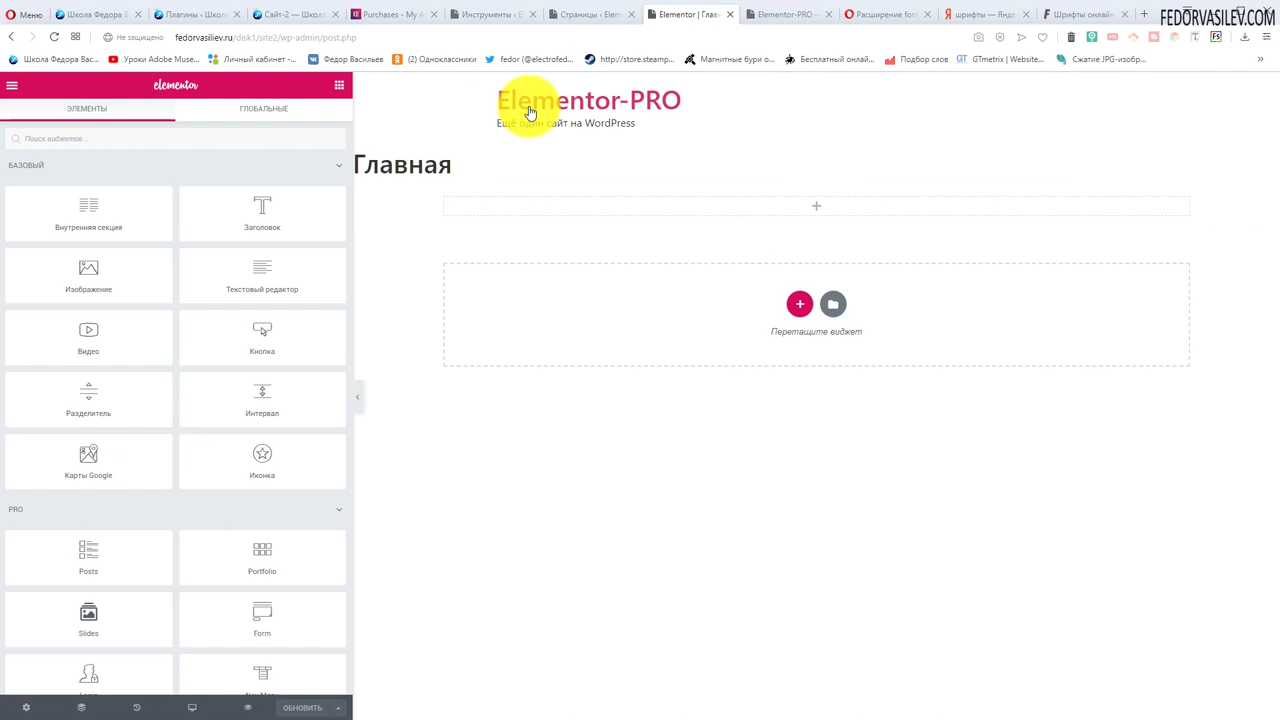 Меню
Школа Федора В
Плагины ‹ Школ
Сайт-2 — Школа
Purchases - My A
Инструменты ‹ E
Страницы ‹ Elem
Elementor | Глав
Elementor-PRO —
Расширение fon
шрифты — Янде
Шрифты онлайн
FEDORVASILEV.COM
Не защищено
fedorvasiliev.ru/disk1/site2/wp-admin/post.php
Школа Федора Вас...
Уроки Adobe Muse...
Личный кабинет -...
Федор Васильев
(2) Одноклассники
fedor (@electrofed...
http://store.steamp...
Магнитные бури о...
Бесплатный онлай...
Подбор слов
GTmetrix | Website...
Сжатие JPG-изобр...
elementor
ЭЛЕМЕНТЫ
ГЛОБАЛЬНЫЕ
Поиск виджетов...
БАЗОВЫЙ
Внутренняя секция
Заголовок
Изображение
Текстовый редактор
Видео
Кнопка
Разделитель
Интервал
Карты Google
Иконка
PRO
Posts
Portfolio
Slides
Form
ОБНОВИТЬ
Elementor-PRO
Ещё один сайт на WordPress
Главная
Перетащите виджет